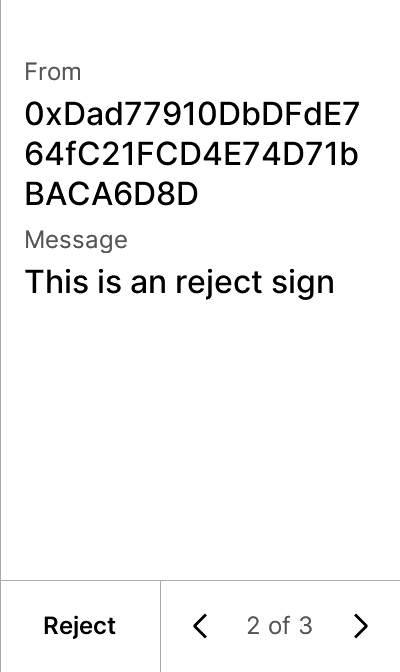 From
0xDad77910DbDFdE7
64fC21FCD4E74D71b
BACA6D8D
Message
This is an reject sign
Reject
2 of 3